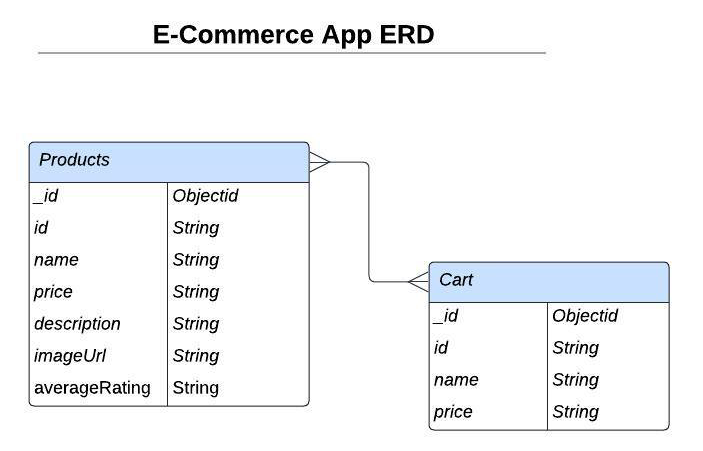 E-Commerce App ERD
Products
_id Objectid
id String
name String
price String
description String
imageUrl String
averageRating String
Cart
_id Objectid
id String
name String
price String